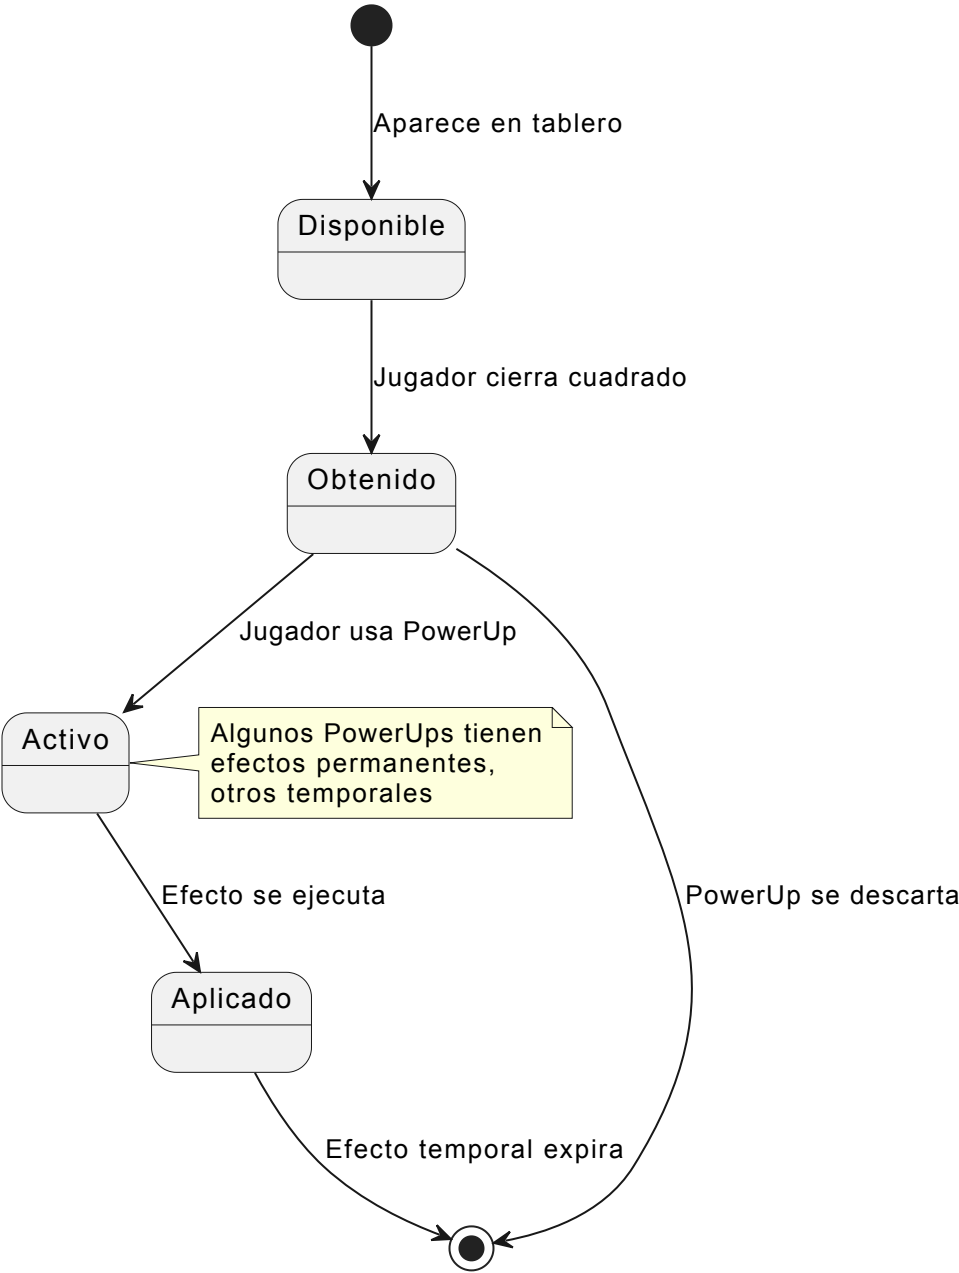 Aparece en tablero
Disponible
Jugador cierra cuadrado
Obtenido
Jugador usa PowerUp
Activo
Algunos PowerUps tienen
efectos permanentes,
otros temporales
Efecto se ejecuta
PowerUp se descarta
Aplicado
Efecto temporal expira